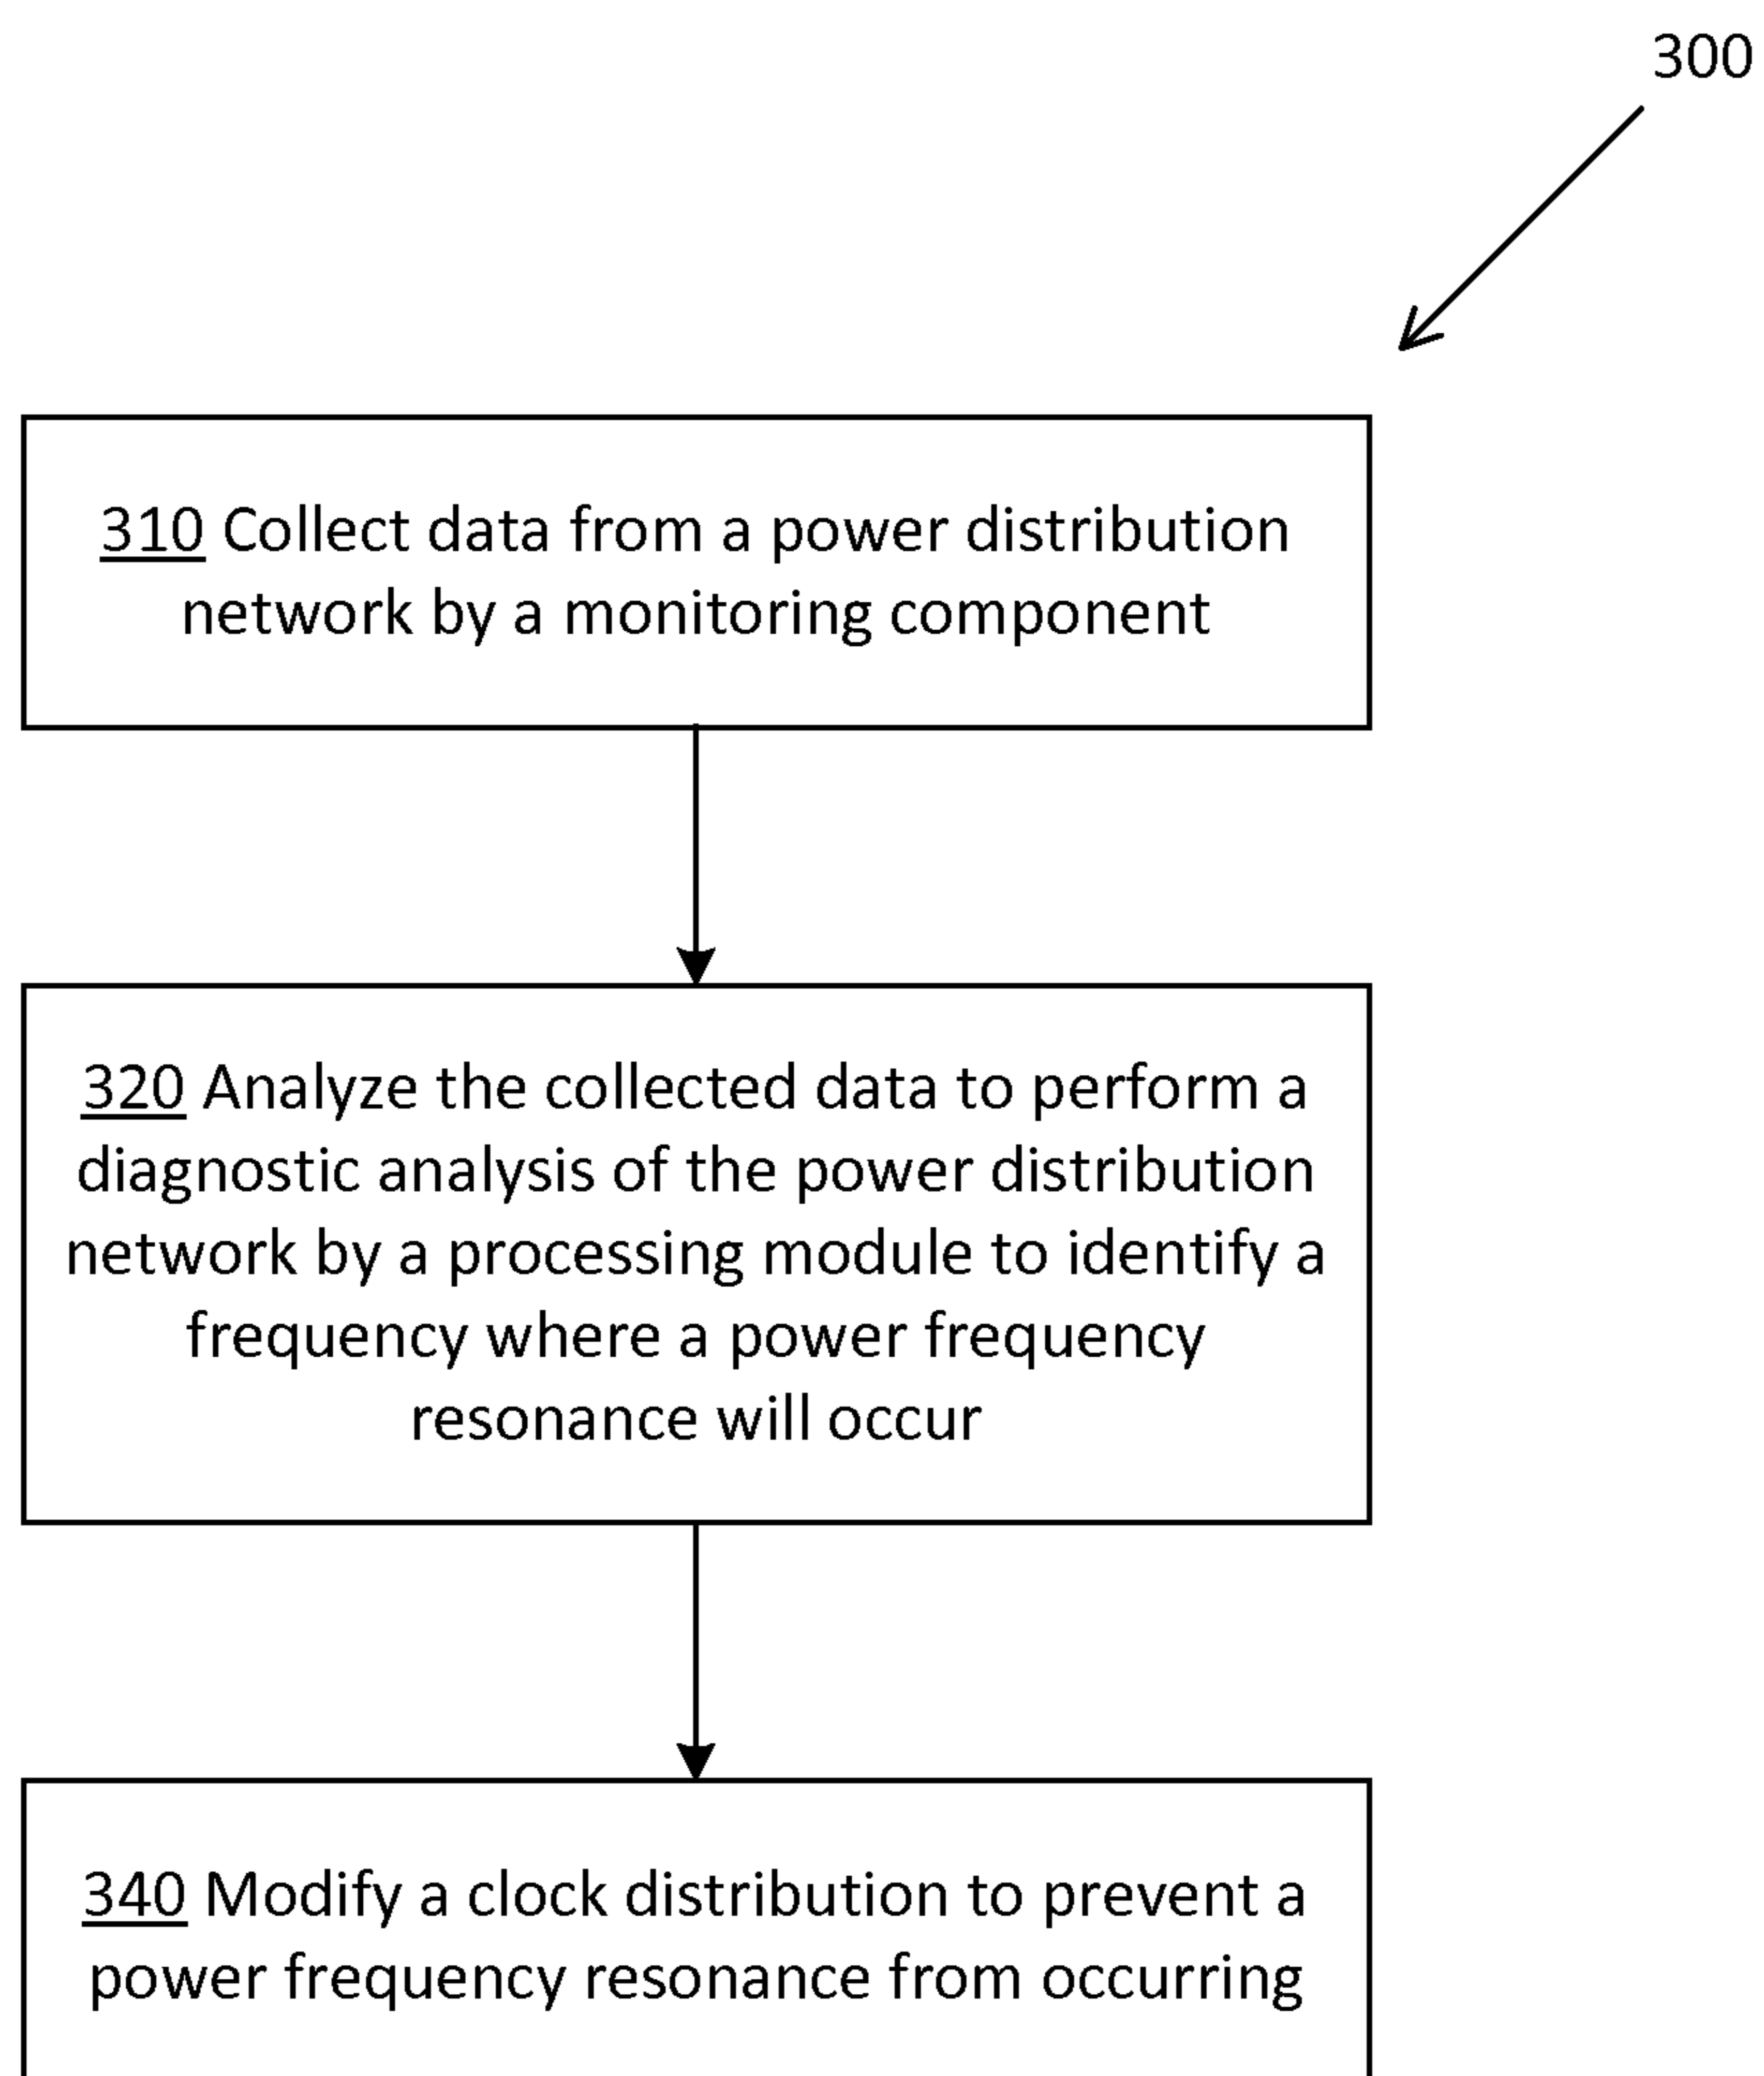 300
310 Collect data from a power distribution
network by a monitoring component
320 Analyze the collected data to perform a
diagnostic analysis of the power distribution
network by a processing module to identify a
frequency where a power frequency
resonance will occur
340 Modify a clock distribution to prevent a
power frequency resonance from occurring